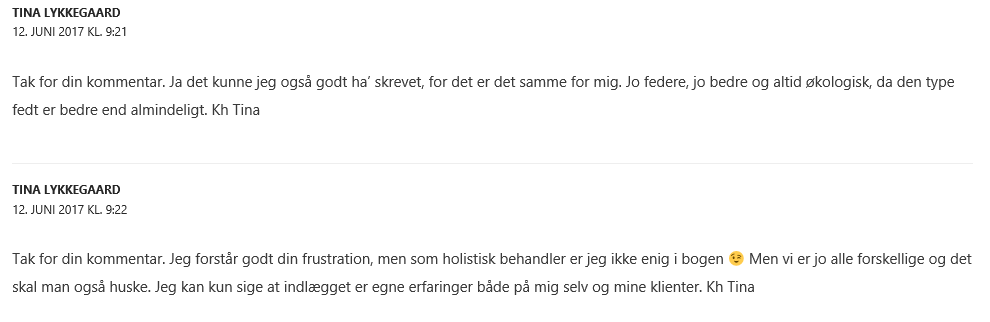 TINA LYKKEGAARD
12. JUNI 2017 KL. 9:21
Tak for din kommentar. Ja det kunne jeg også godt ha’ skrevet, for det er det samme for mig. Jo federe, jo bedre og altid økologisk, da den type
fedt er bedre end almindeligt. Kh Tina
TINA LYKKEGAARD
12. JUNI 2017 KL. 9:22
Tak for din kommentar. Jeg forstår godt din frustration, men som holistisk behandler er jeg ikke enig i bogen 😉 Men vi er jo alle forskellige og det
skal man også huske. Jeg kan kun sige at indlægget er egne erfaringer både på mig selv og mine klienter. Kh Tina